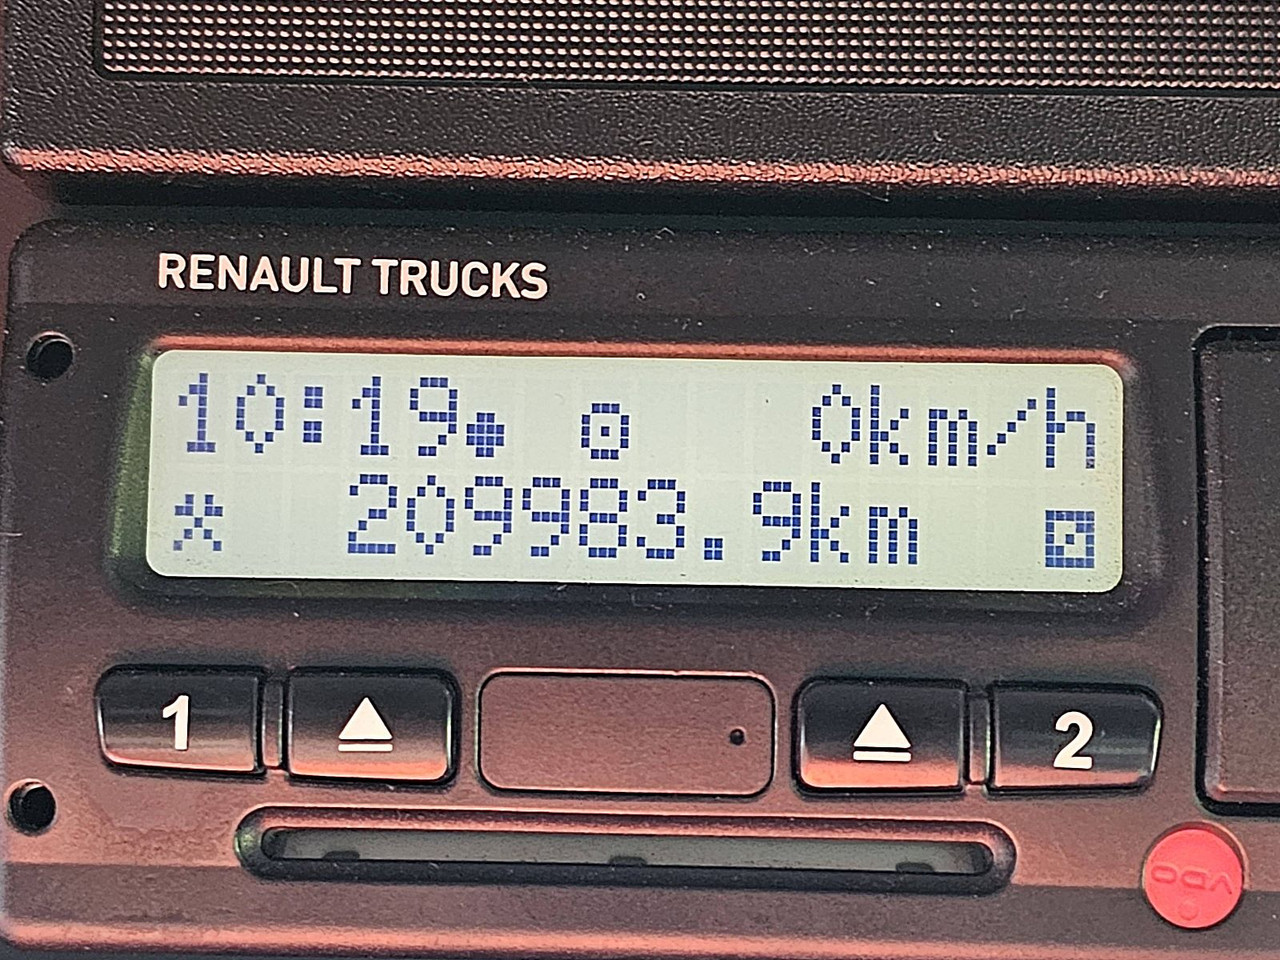 RENAULT TRUCKS
10:19 0km/h
209983.9km
1 2
VDO